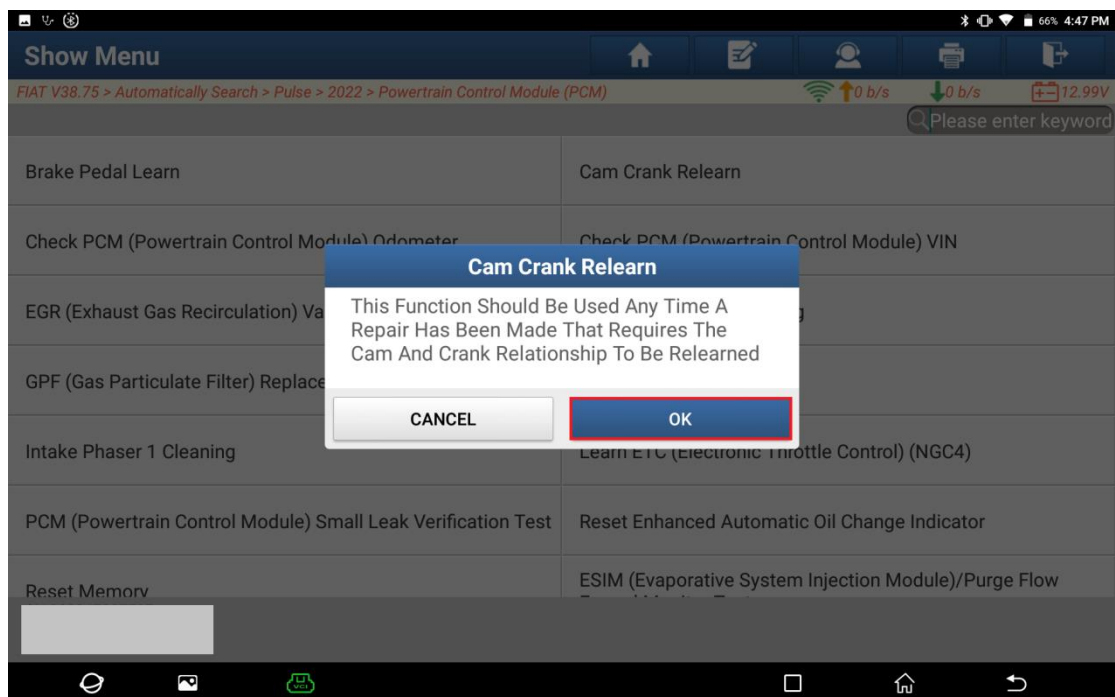 66% 4:47 PM
Show Menu
FIAT V38.75 > Automatically Search > Pulse > 2022 > Powertrain Control Module (PCM)
0 b/s
0 b/s
12.99V
Please enter keyword
Brake Pedal Learn
Cam Crank Relearn
Check PCM (Powertrain Control Module) Odometer
Check PCM (Powertrain Control Module) VIN
Cam Crank Relearn
EGR (Exhaust Gas Recirculation) Va
This Function Should Be Used Any Time A
Repair Has Been Made That Requires The
Cam And Crank Relationship To Be Relearned
GPF (Gas Particulate Filter) Replace
CANCEL
OK
Intake Phaser 1 Cleaning
Learn ETC (Electronic Throttle Control) (NGC4)
PCM (Powertrain Control Module) Small Leak Verification Test
Reset Enhanced Automatic Oil Change Indicator
Reset Memory
ESIM (Evaporative System Injection Module)/Purge Flow
VCI